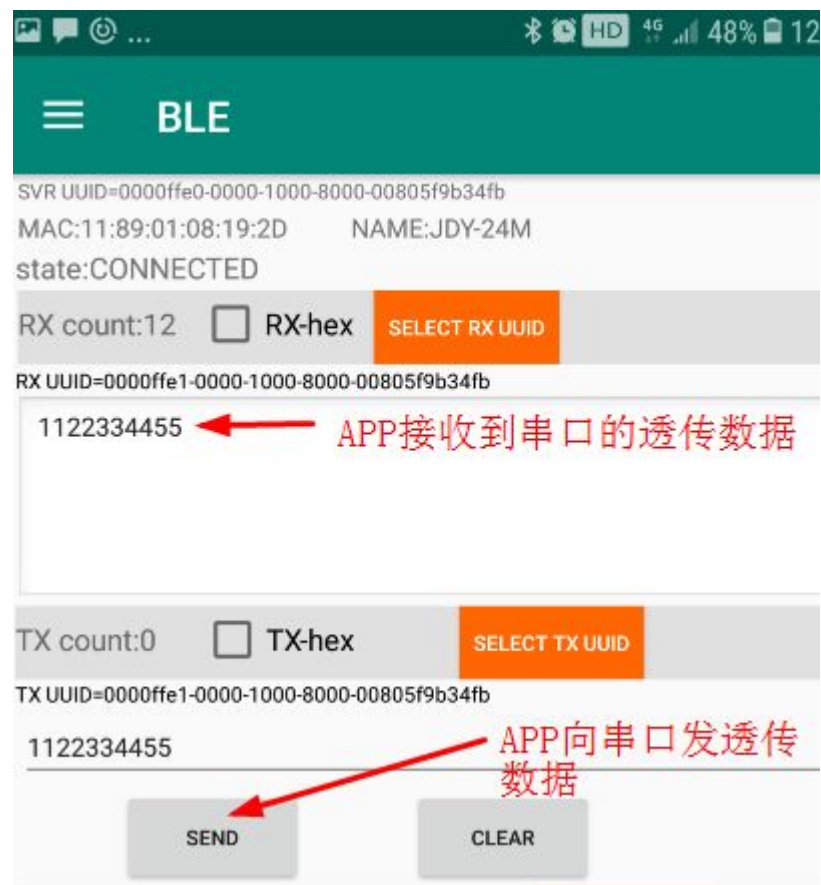 ... HD 4G 48% 12
BLE
SVR UUID=0000ffe0-0000-1000-8000-00805f9b34fb
MAC:11:89:01:08:19:2D NAME:JDY-24M
state:CONNECTED
RX count:12 RX-hex SELECT RX UUID
RX UUID=0000ffe1-0000-1000-8000-00805f9b34fb
1122334455 APP接收到串口的透传数据
TX count:0 TX-hex SELECT TX UUID
TX UUID=0000ffe1-0000-1000-8000-00805f9b34fb
1122334455 APP向串口发透传
数据
SEND CLEAR